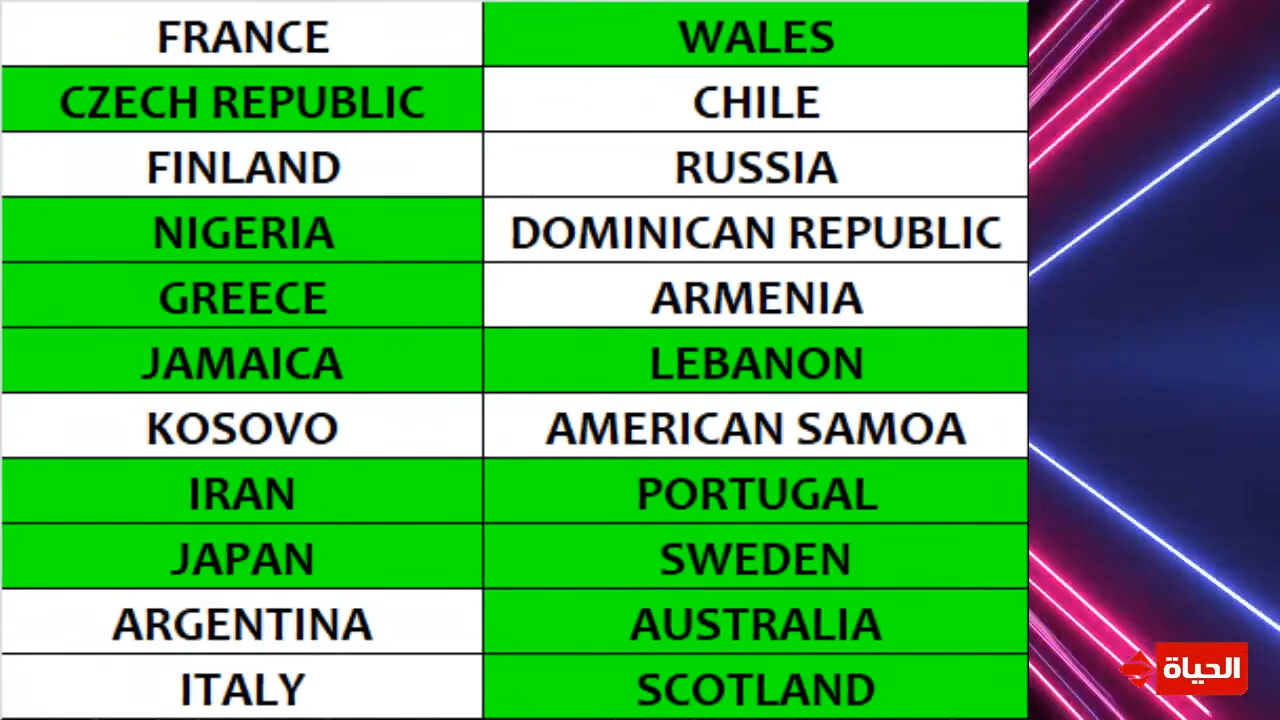 FRANCE
WALES
CZECH REPUBLIC
CHILE
FINLAND
RUSSIA
NIGERIA
DOMINICAN REPUBLIC
GREECE
ARMENIA
JAMAICA
LEBANON
KOSOVO
AMERICAN SAMOA
IRAN
PORTUGAL
JAPAN
SWEDEN
ARGENTINA
AUSTRALIA
ITALY
SCOTLAND
الحياة